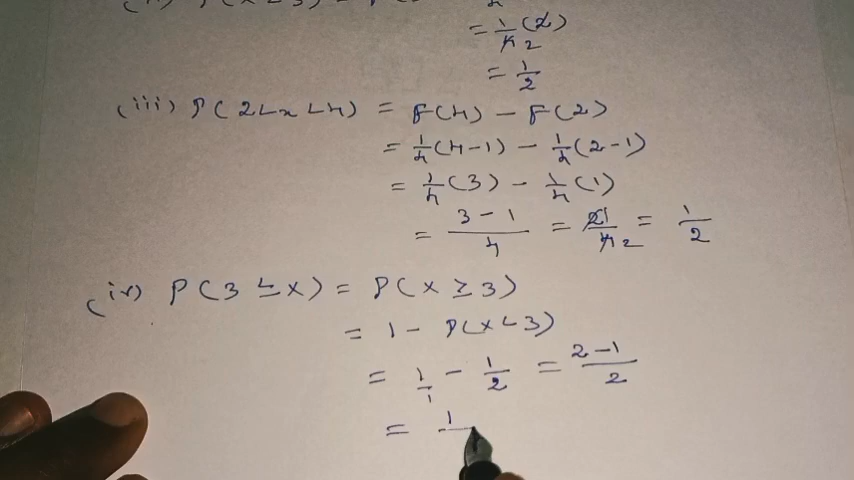 = 1/4 2 (2)
= 1/2
(iii) P(2<x<4) = F(4) - F(2)
= 1/4 (4-1) - 1/4 (2-1)
= 1/4 (3) - 1/4 (1)
= 3-1/4 = 2 1/4 2 = 1/2
(iv) P(3≤x) = P(x≥3)
= 1 - P(x<3)
= 1/1 - 1/2 = 2-1/2
= 1